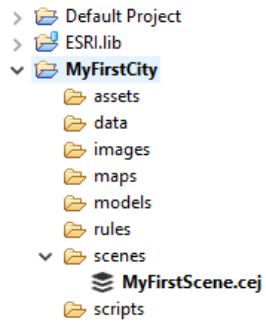 Default Project
ESRI.lib
MyFirstCity
assets
data
images
maps
models
rules
scenes
MyFirstScene.cej
scripts